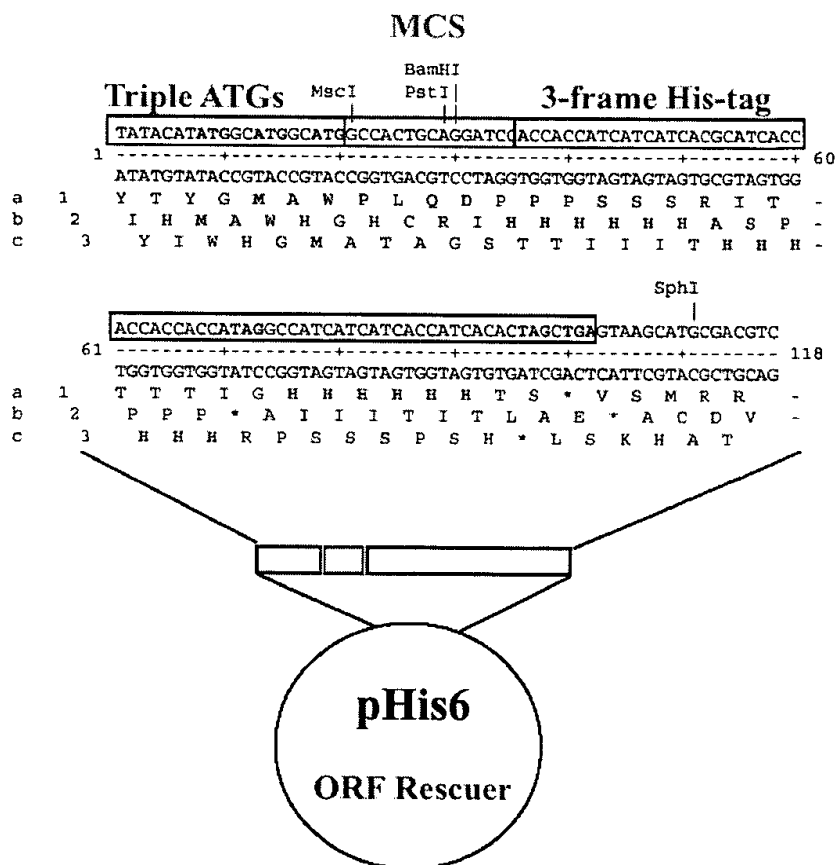 MCS
BamHI
Triple ATGs MscI PstI 3-frame His-tag
TATACATATGGCATGGCATGGCCACTGCAGGATCCACCACCATCATCATCACGCATCACC
1 ---------+---------+---------+---------+---------+---------+ 60
ATATGTATACCGTACCGTACCGGTGACGTCCTAGGTGGTGGTAGTAGTAGTGCGTAGTGG
a 1 Y T Y G M A W P L Q D P P P S S S R I T -
b 2 I H M A W H G H C R I H H H H H H A S P -
c 3 Y I W H G M A T A G S T T I I I T H H H -
SphI
ACCACCACCATAGGCCATCATCATCACCATCACACTAGCTGAGTAAGCATGCGACGTC
61 ---------+---------+---------+---------+---------+-------- 118
TGGTGGTGGTATCCGGTAGTAGTAGTGGTAGTGTGATCGACTCATTCGTACGCTGCAG
a 1 T T T I G H H H H H H T S * V S M R R -
b 2 P P P * A I I I T I T L A E * A C D V -
c 3 H H H R P S S S P S H * L S K H A T
pHis6
ORF Rescuer